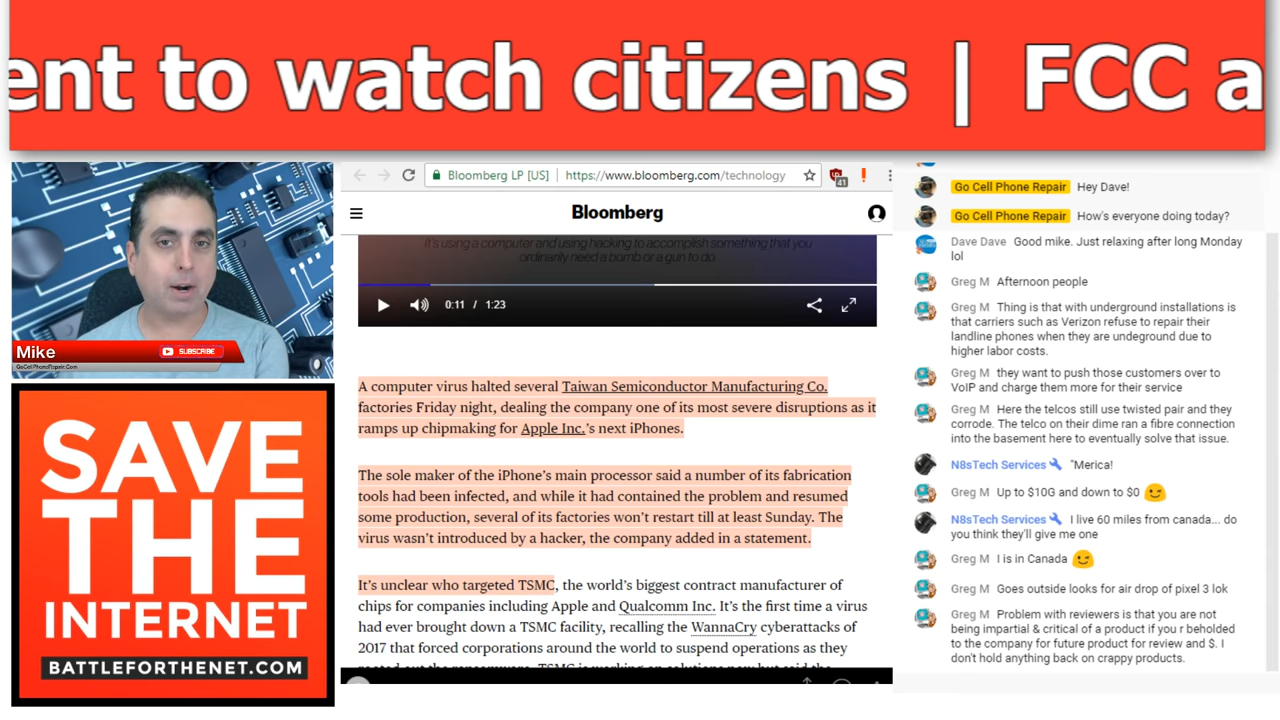 ent to watch citizens | FCC a
Mike
SUBSCRIBE
GoCellPhoneRepair.Com
SAVE
THE
INTERNET
BATTLEFORTHENET.COM
Bloomberg LP [US] | https://www.bloomberg.com/technology
41
Bloomberg
It's using a computer and using hacking to accomplish something that you
ordinarily need a bomb or a gun to do
0:11 / 1:23
A computer virus halted several Taiwan Semiconductor Manufacturing Co.
factories Friday night, dealing the company one of its most severe disruptions as it
ramps up chipmaking for Apple Inc.’s next iPhones.
The sole maker of the iPhone’s main processor said a number of its fabrication
tools had been infected, and while it had contained the problem and resumed
some production, several of its factories won’t restart till at least Sunday. The
virus wasn’t introduced by a hacker, the company added in a statement.
It’s unclear who targeted TSMC, the world’s biggest contract manufacturer of
chips for companies including Apple and Qualcomm Inc. It’s the first time a virus
had ever brought down a TSMC facility, recalling the WannaCry cyberattacks of
2017 that forced corporations around the world to suspend operations as they
Go Cell Phone Repair Hey Dave!
Go Cell Phone Repair How's everyone doing today?
Dave Dave Good mike. Just relaxing after long Monday
lol
Greg M Afternoon people
Greg M Thing is that with underground installations is
that carriers such as Verizon refuse to repair their
landline phones when they are undeground due to
higher labor costs.
Greg M they want to push those customers over to
VoIP and charge them more for their service
Greg M Here the telcos still use twisted pair and they
corrode. The telco on their dime ran a fibre connection
into the basement here to eventually solve that issue.
N8sTech Services "Merica!
Greg M Up to $10G and down to $0 😉
N8sTech Services I live 60 miles from canada... do
you think they'll give me one
Greg M I is in Canada 😉
Greg M Goes outside looks for air drop of pixel 3 lok
Greg M Problem with reviewers is that you are not
being impartial & critical of a product if you r beholded
to the company for future product for review and $. I
don't hold anything back on crappy products.